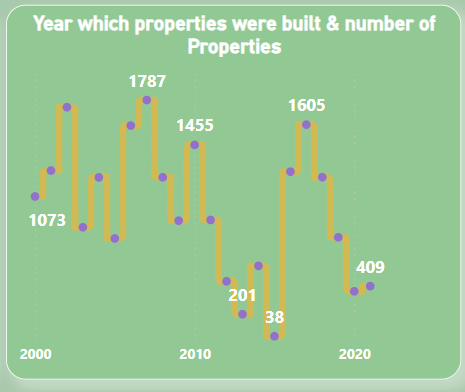 Year which properties were built & number of
Properties
1787
1605
1455
1073
409
201
38
2000 2010 2020